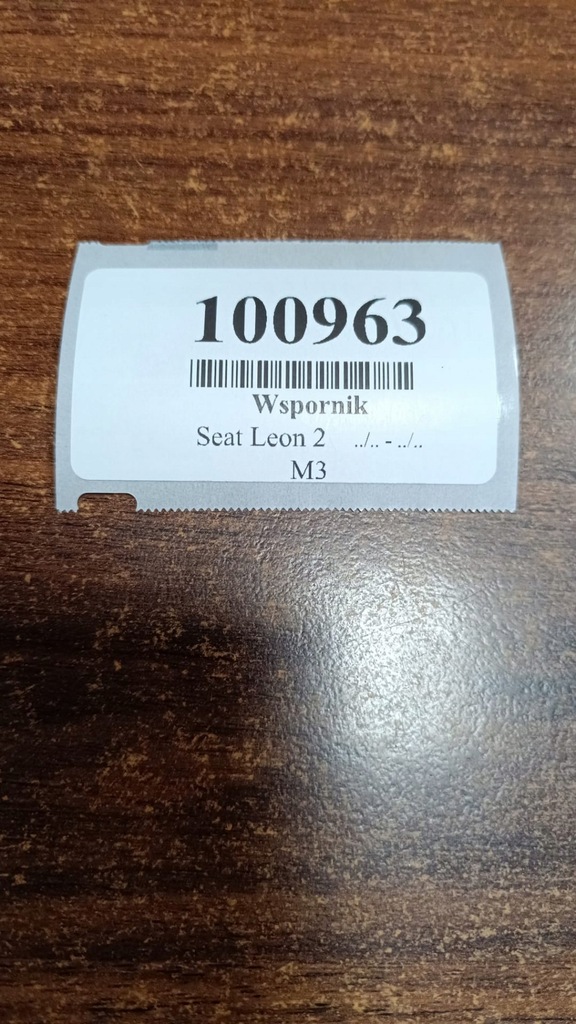 100963
Wspornik
Seat Leon 2 ../.. - ../..
M3